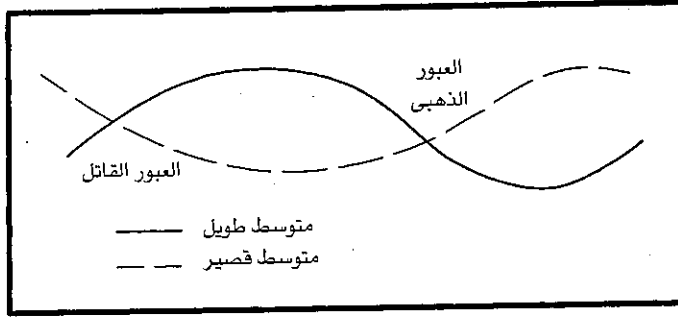 العبور
الذهبى
العبور القاتل
متوسط طويل
متوسط قصير